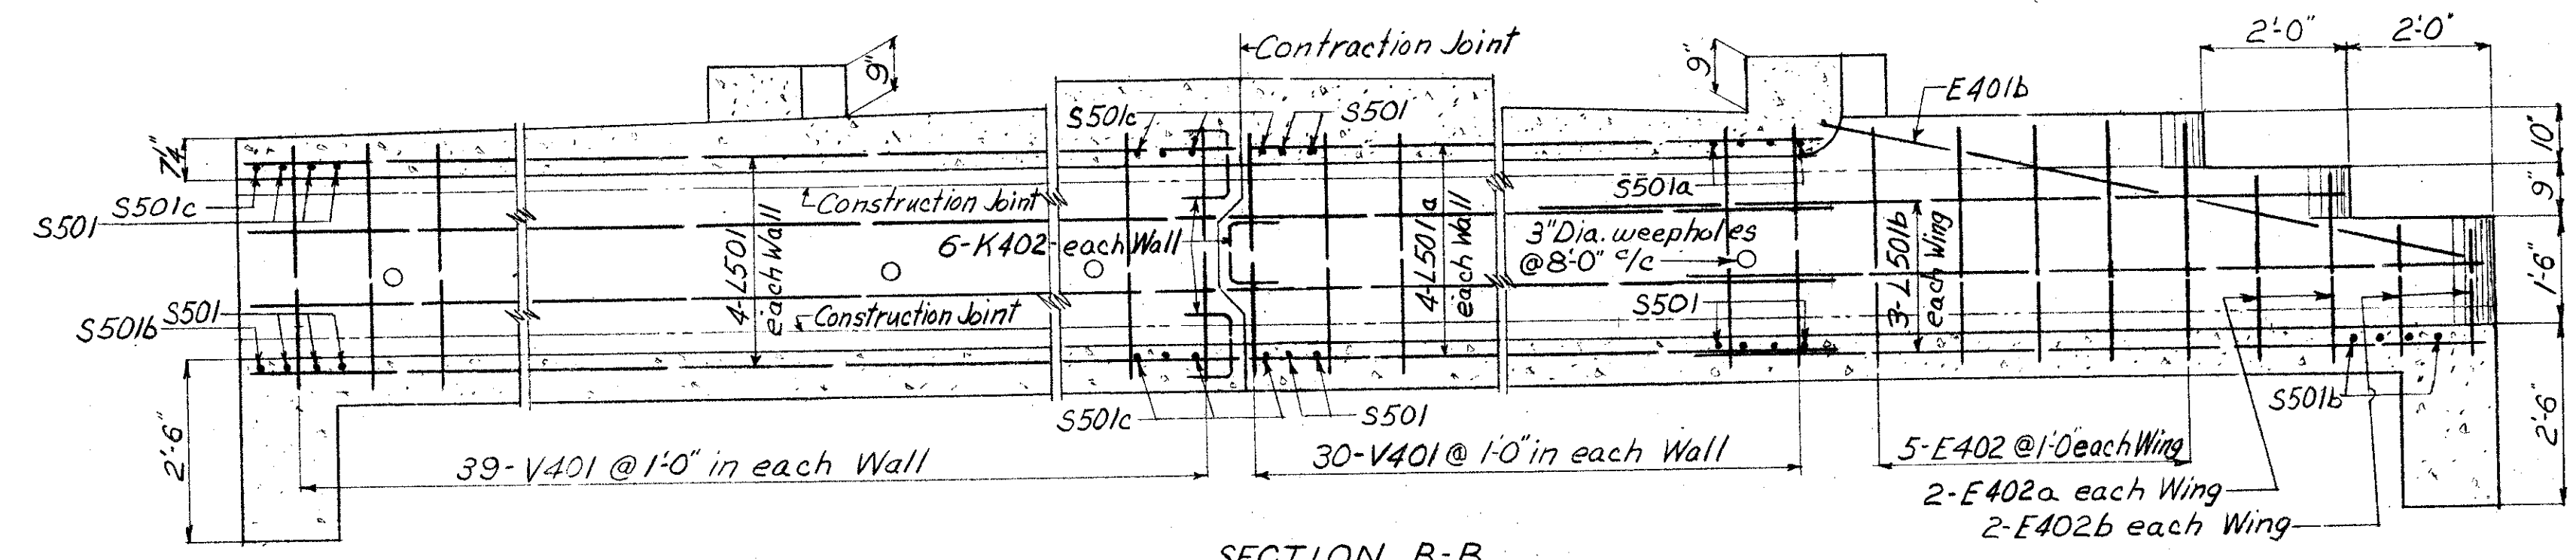 2'-0" 2'-0"
Contraction Joint
9"
9"
E401b
S501c S501
7¼"
10"
S501a
9"
S501c
Construction Joint
S501
4-L501
each Wall
6-K402-each Wall
4-L501a
each Wall
3"Dia. weepholes
@8'-0" c/c
3-L501b
each Wing
1'-6"
S501
S501b
Construction Joint
S501
S501b
S501c
S501
2'-6"
2'-6"
39-V401 @ 1'-0" in each Wall
30-V401 @ 1'-0" in each Wall
5-E402 @1'-0" each Wing
2-E402a each Wing
2-E402b each Wing
SECTION B-B